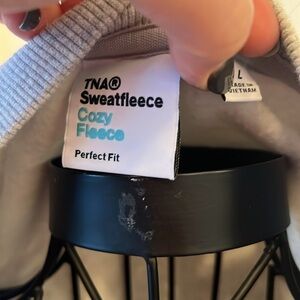 TNA®
Sweatfleece
Cozy
Fleece
Perfect Fit
L
MADE IN
VIETNAM